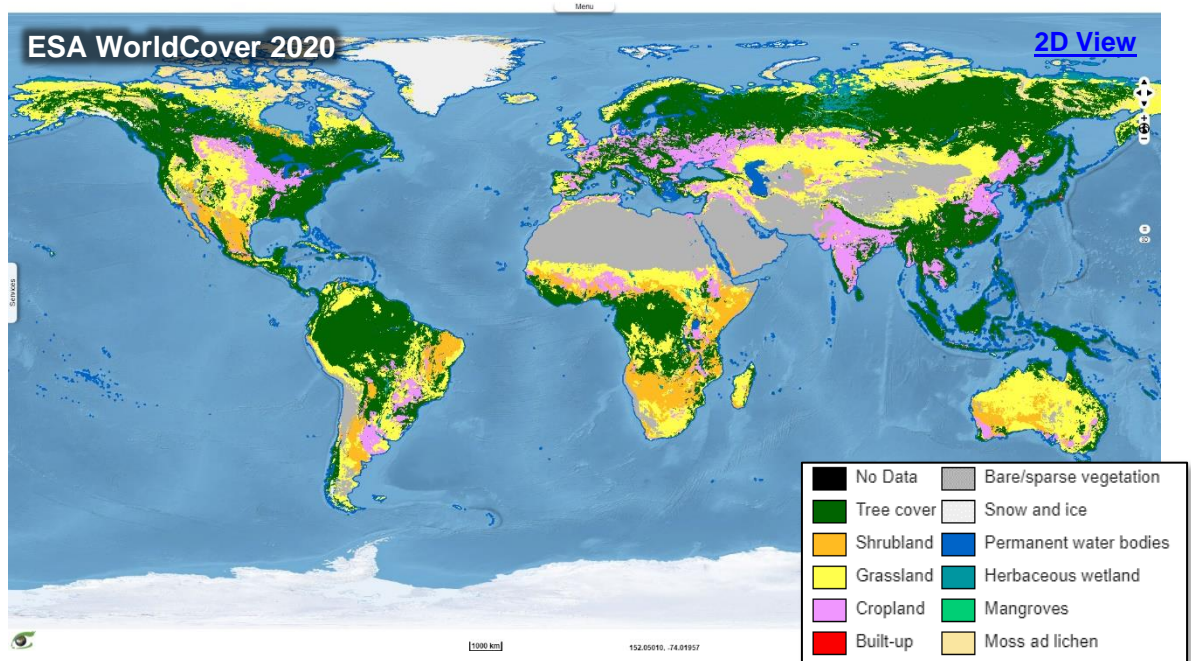 Menu
ESA WorldCover 2020
2D View
Services
3D
No Data
Bare/sparse vegetation
Tree cover
Snow and ice
Shrubland
Permanent water bodies
Grassland
Herbaceous wetland
Cropland
Mangroves
Built-up
Moss ad lichen
1000 km
152.05010, -74.01957